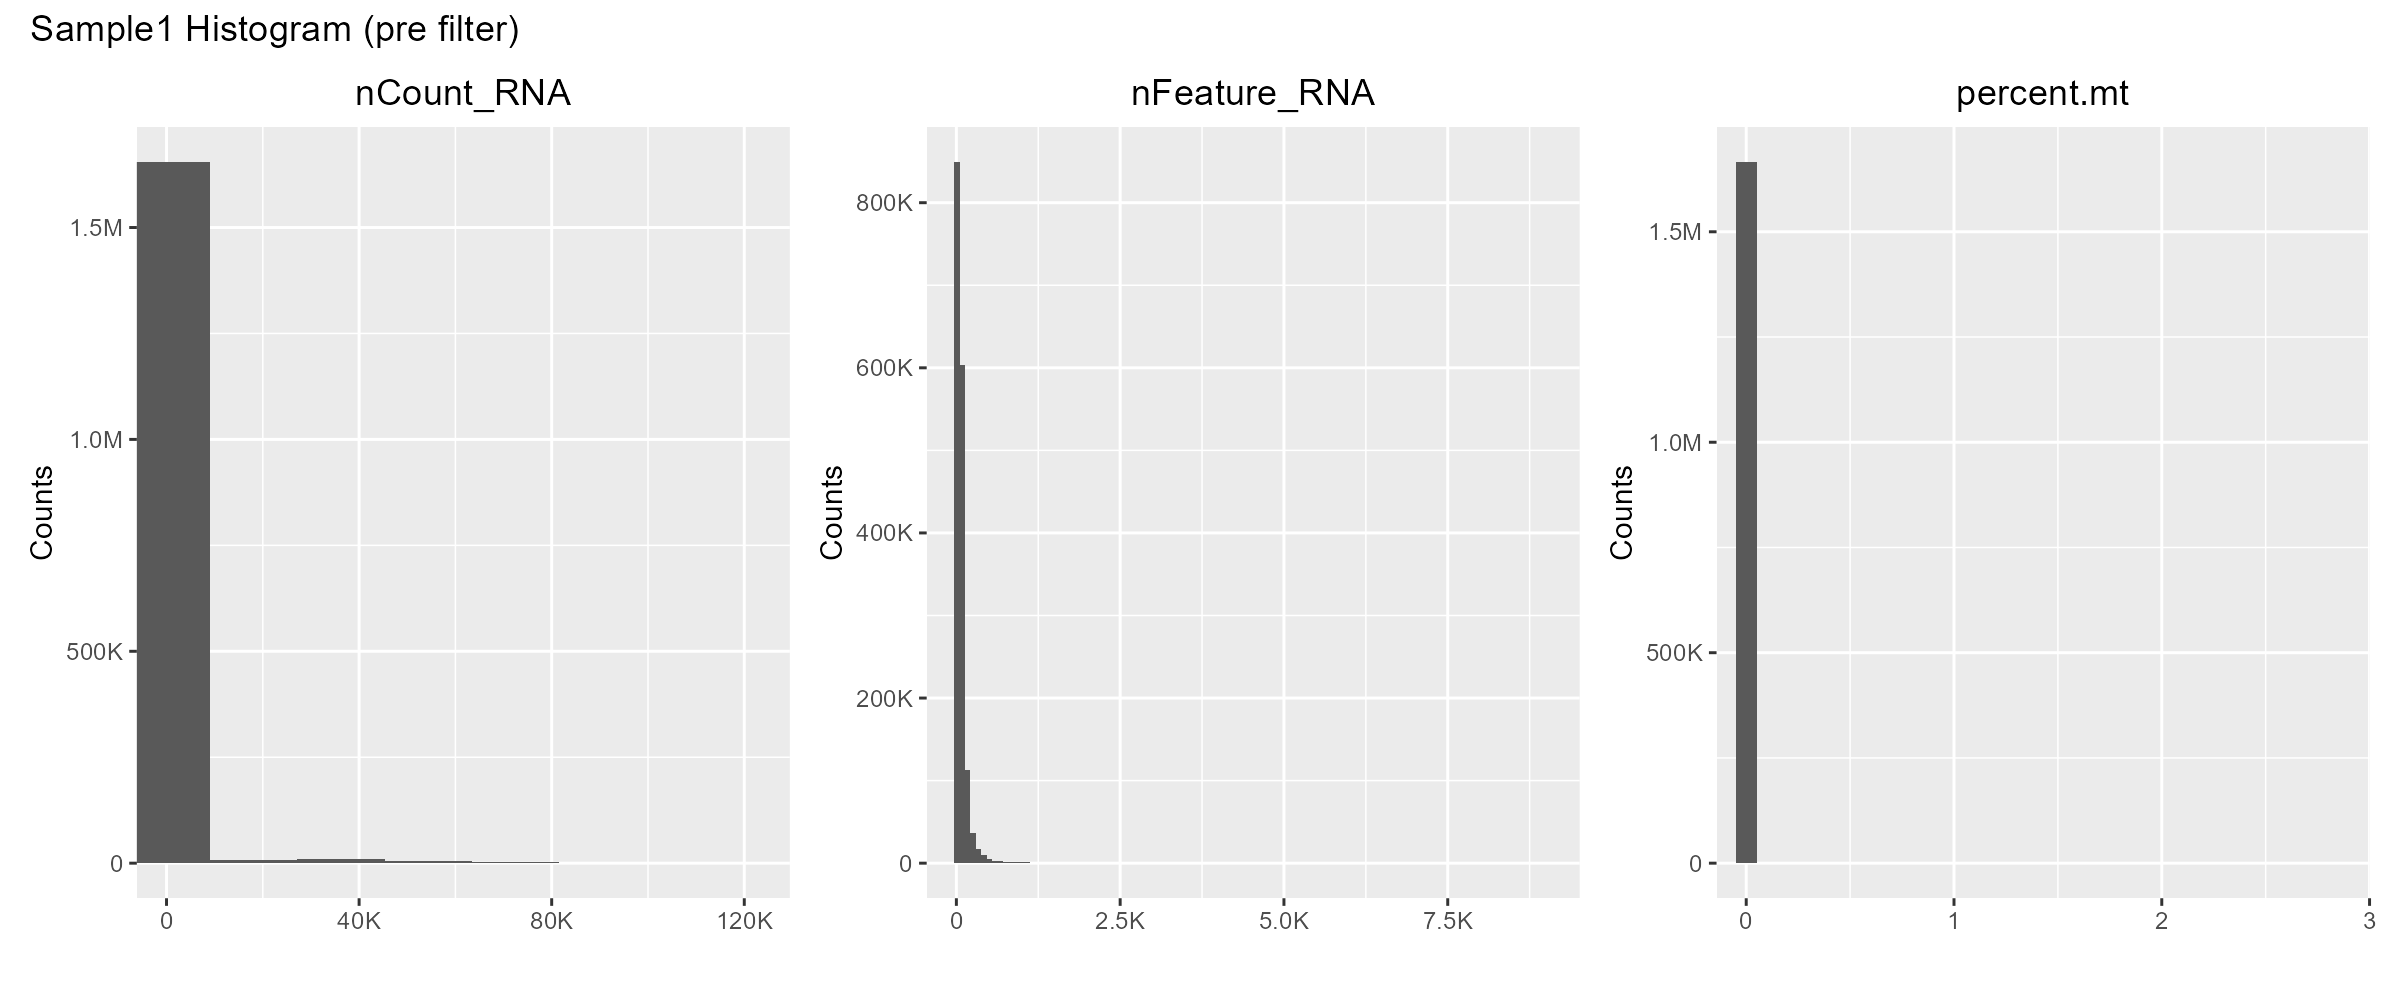 Sample1 Histogram (pre filter)
nCount_RNA
Counts
1.5M
1.0M
500K
0
0 40K 80K 120K
nFeature_RNA
Counts
800K
600K
400K
200K
0
0 2.5K 5.0K 7.5K
percent.mt
Counts
1.5M
1.0M
500K
0
0 1 2 3